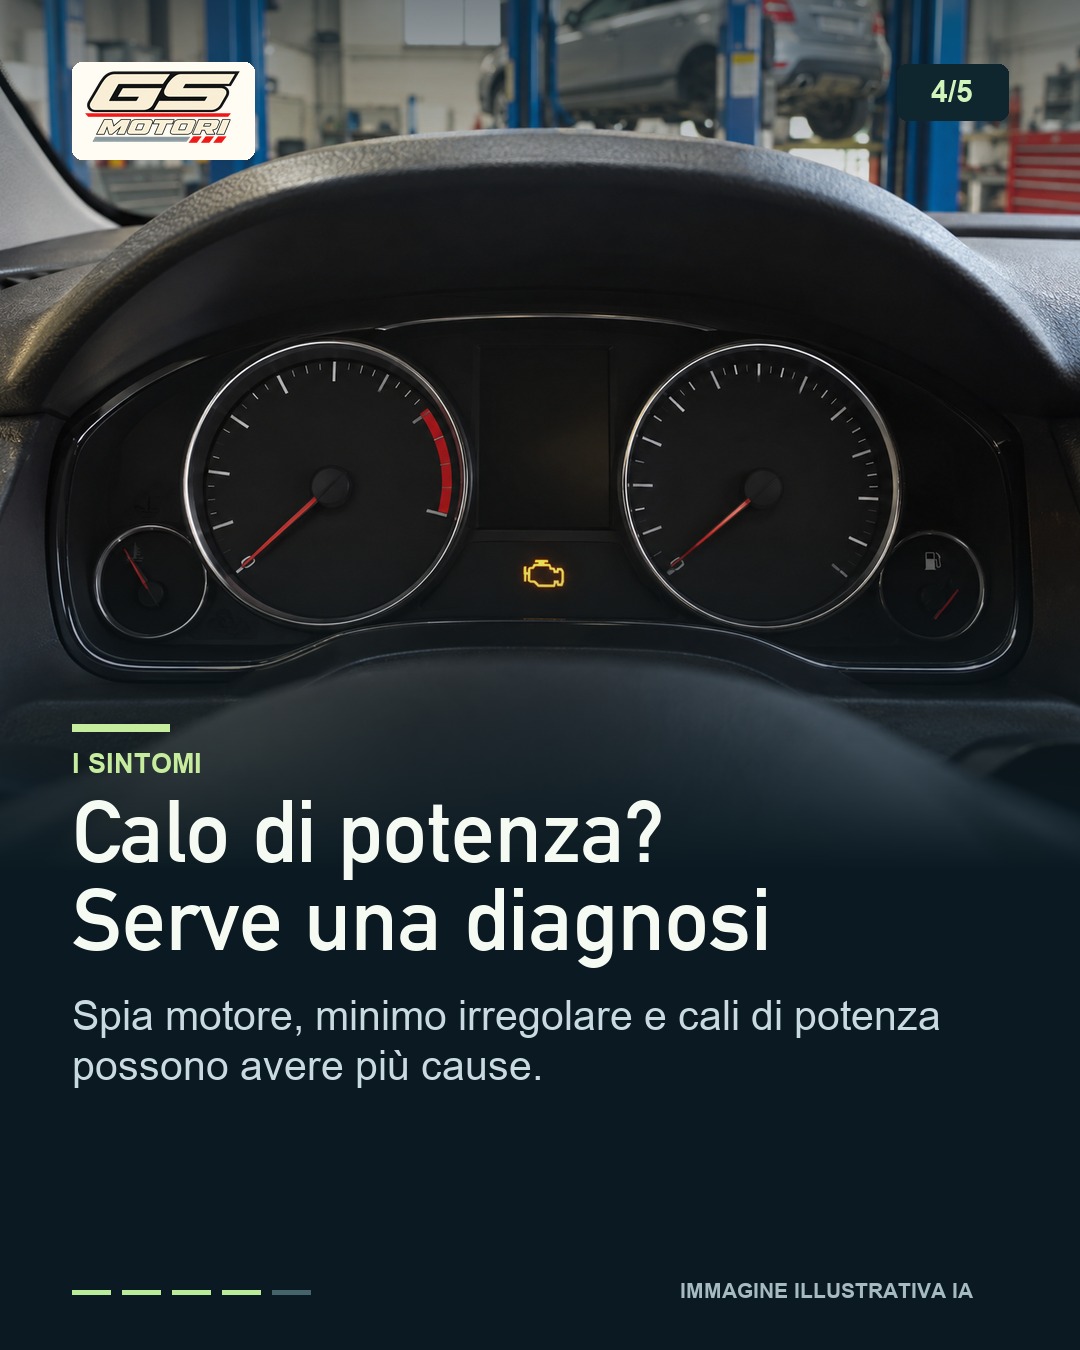 GS
MOTORI
4/5
I SINTOMI
Calo di potenza?
Serve una diagnosi
Spia motore, minimo irregolare e cali di potenza
possono avere più cause.
IMMAGINE ILLUSTRATIVA IA